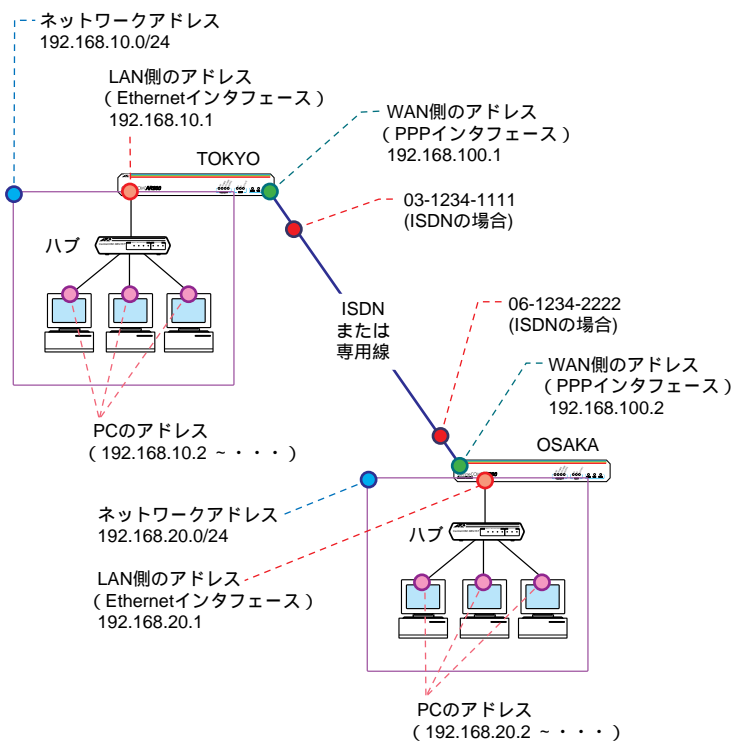 ネットワークアドレス
192.168.10.0/24
LAN側のアドレス
( Ethernetインタフェース )
192.168.10.1
WAN側のアドレス
( PPPインタフェース )
192.168.100.1
TOKYO
03-1234-1111
(ISDNの場合)
ハブ
ISDN
または
専用線
06-1234-2222
(ISDNの場合)
WAN側のアドレス
( PPPインタフェース )
192.168.100.2
PCのアドレス
( 192.168.10.2 ~ ・・・ )
OSAKA
ネットワークアドレス
192.168.20.0/24
ハブ
LAN側のアドレス
( Ethernetインタフェース )
192.168.20.1
PCのアドレス
( 192.168.20.2 ~ ・・・ )